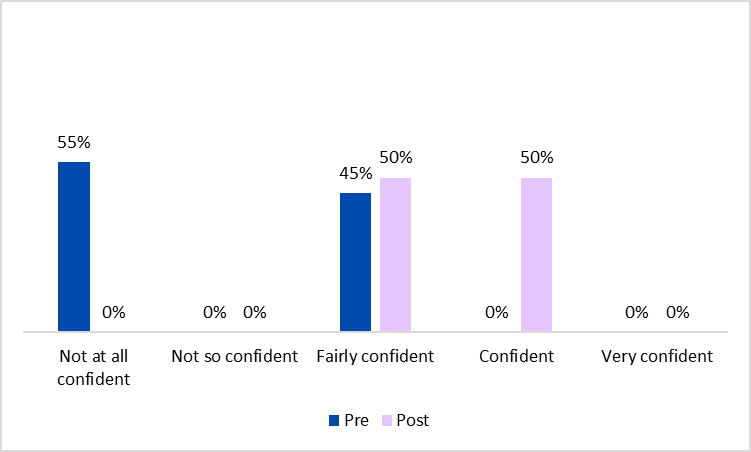 55%
0%
0%
0%
45%
50%
0%
50%
0%
0%
Not at all
confident
Not so confident
Fairly confident
Confident
Very confident
Pre
Post